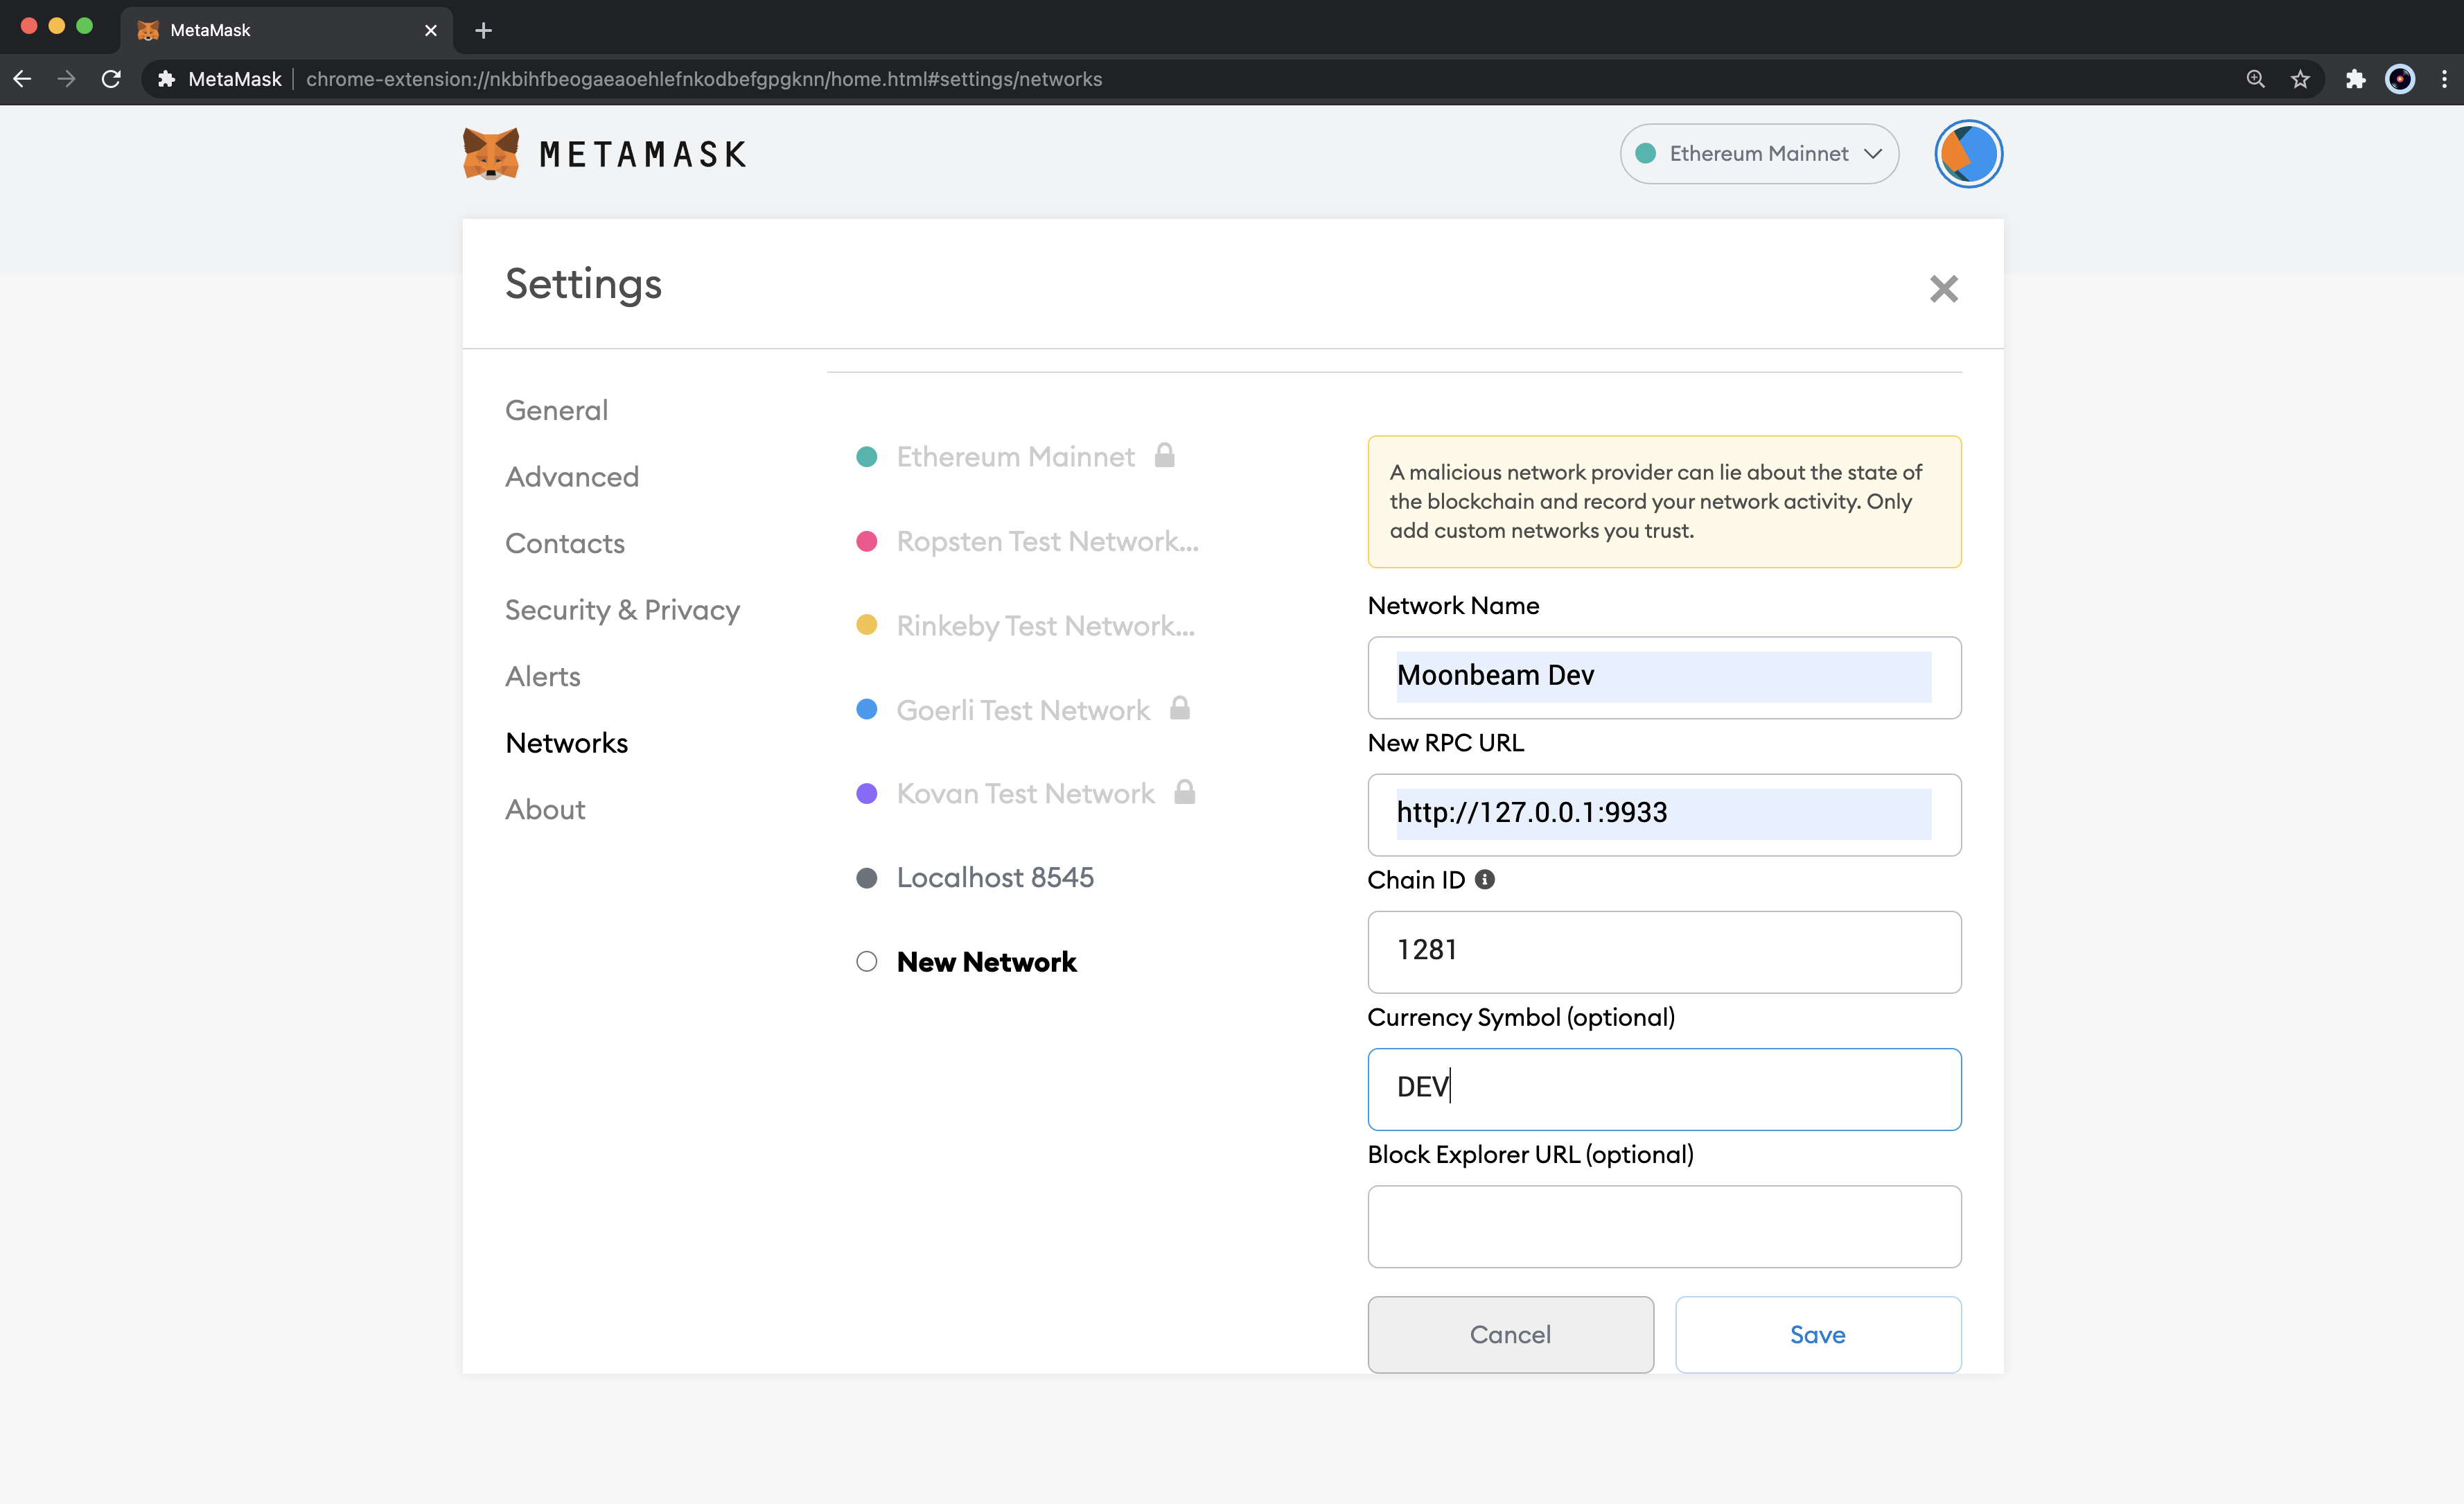 MetaMask
MetaMask
chrome-extension://nkbihfbeogaeaoehlefnkodbefgpgknn/home.html#settings/networks
METAMASK
Ethereum Mainnet
Settings
General
Advanced
Contacts
Security & Privacy
Alerts
Networks
About
Ethereum Mainnet
Ropsten Test Network...
Rinkeby Test Network...
Goerli Test Network
Kovan Test Network
Localhost 8545
New Network
A malicious network provider can lie about the state of
the blockchain and record your network activity. Only
add custom networks you trust.
Network Name
Moonbeam Dev
New RPC URL
http://127.0.0.1:9933
Chain ID
1281
Currency Symbol (optional)
DEV
Block Explorer URL (optional)
Cancel
Save